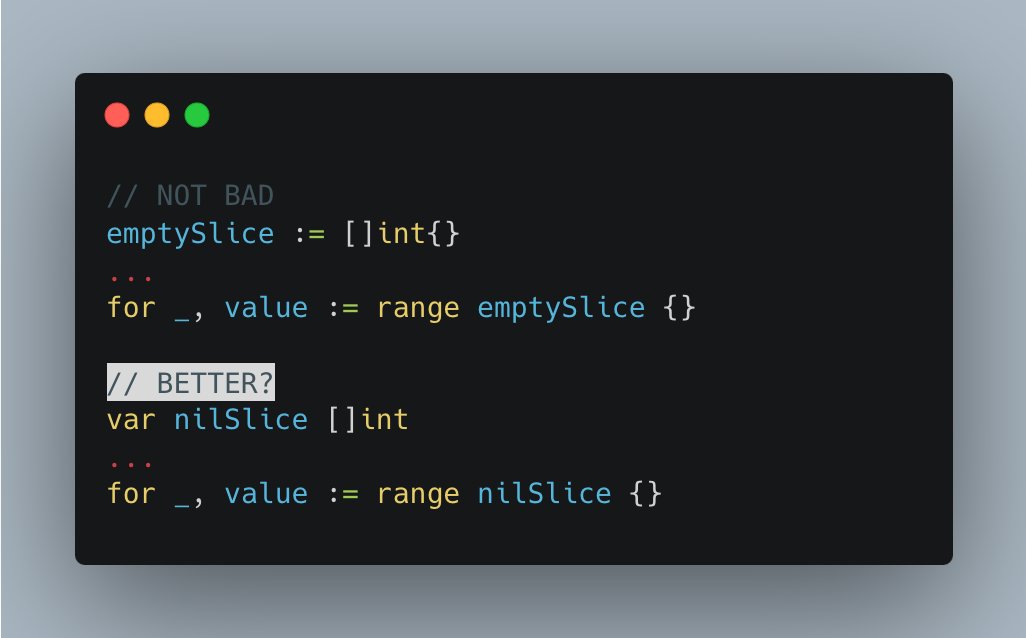 // NOT BAD
emptySlice := []int{}
...
for _, value := range emptySlice {}
// BETTER?
var nilSlice []int
...
for _, value := range nilSlice {}